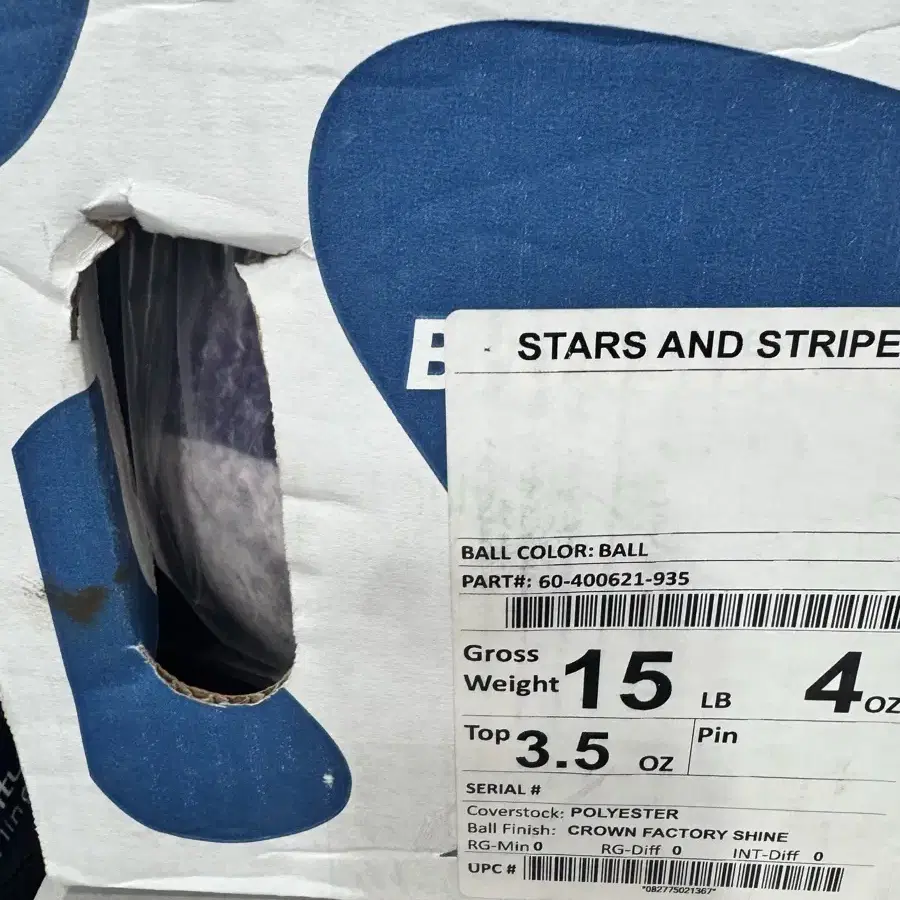 STARS AND STRIPE
B
BALL COLOR: BALL
PART#: 60-400621-935
Gross Weight 15 LB 4 OZ
Top 3.5 OZ Pin
SERIAL #
Coverstock: POLYESTER
Ball Finish: CROWN FACTORY SHINE
RG-Min 0 RG-Diff 0 INT-Diff 0
UPC #
*082775021367*